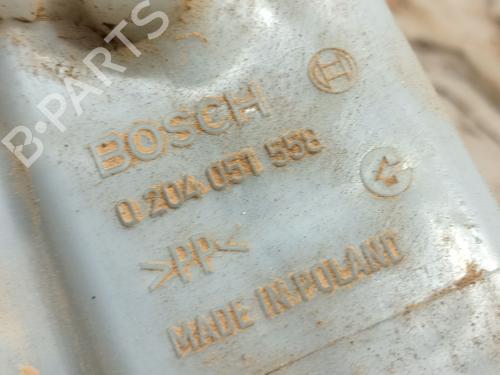 BOSCH
0 204 051 558
>PP<
MADE IN POLAND
B-PARTS